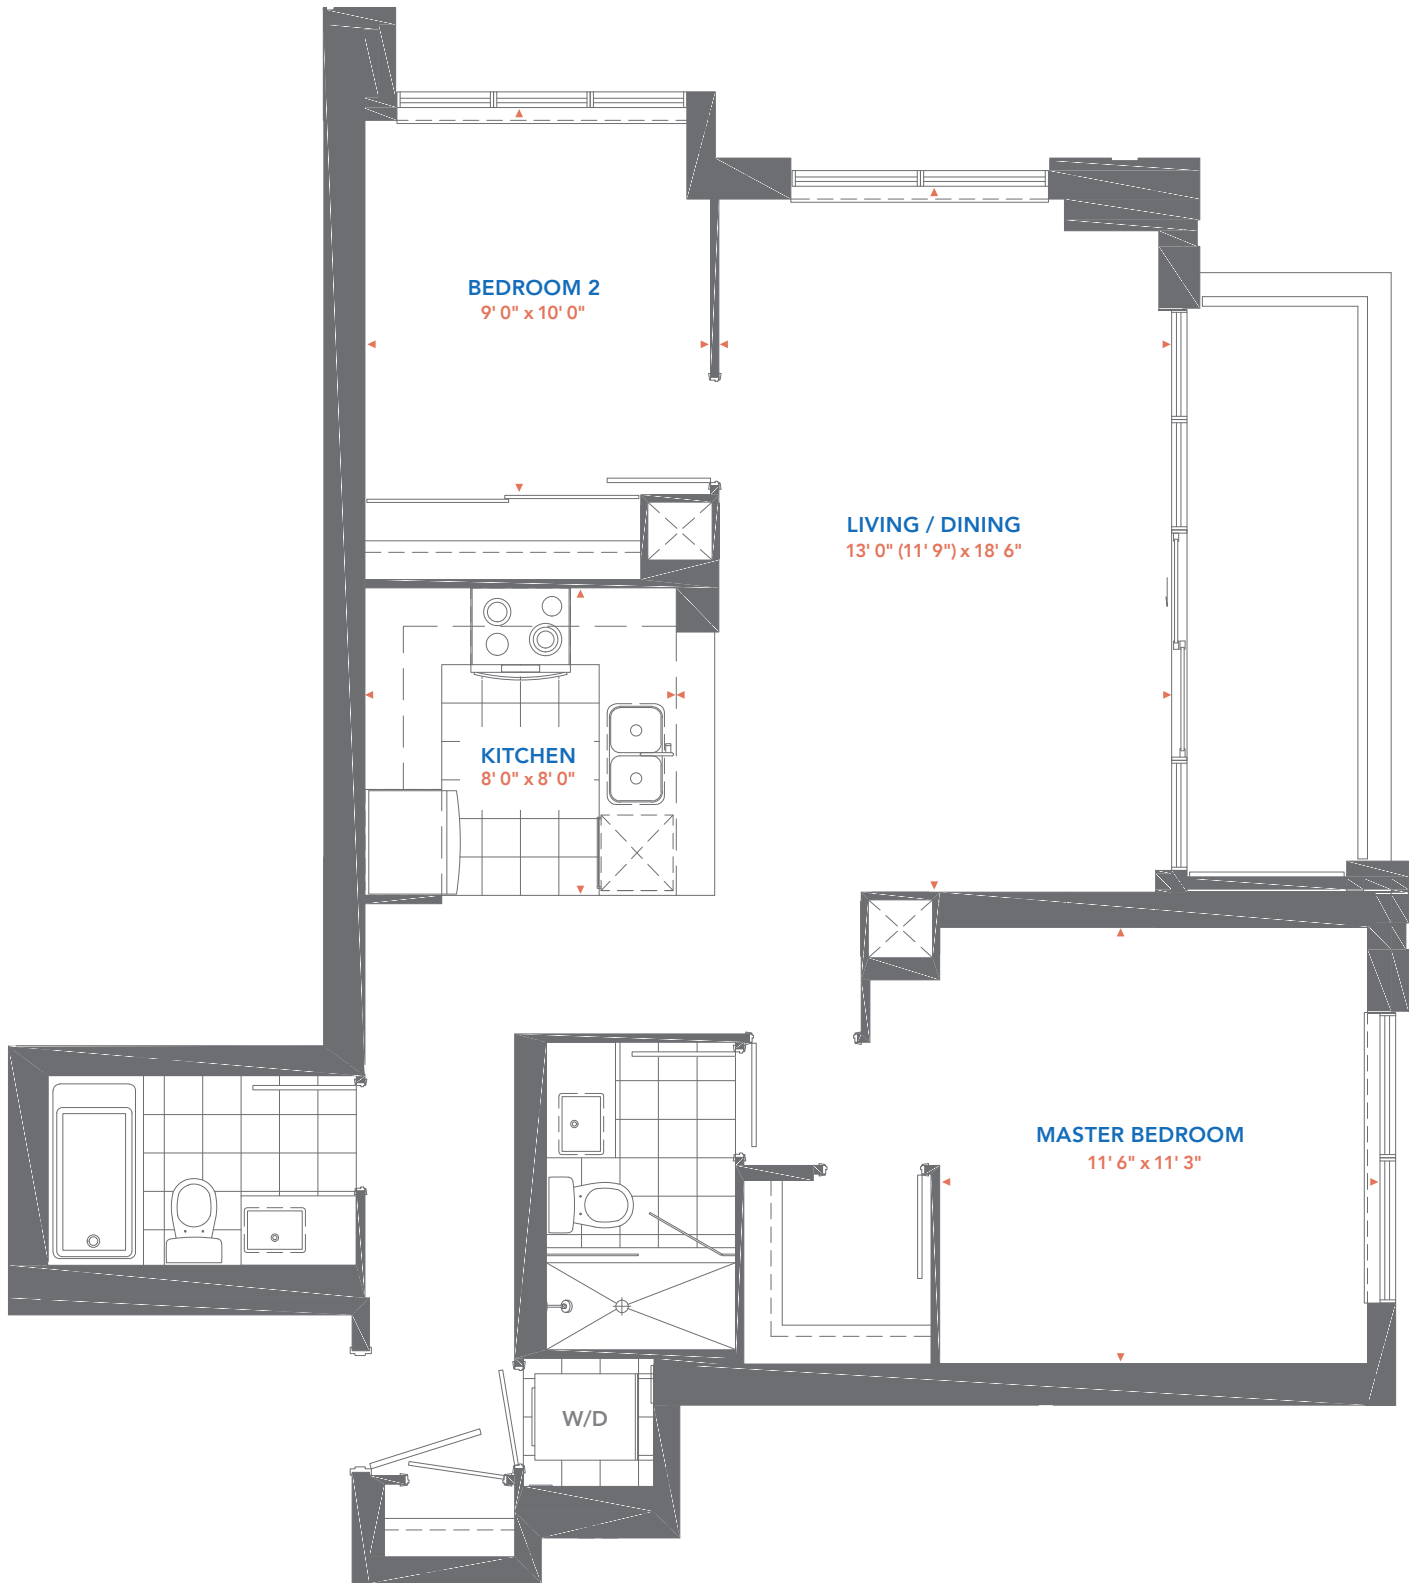 BEDROOM 2
9' 0" x 10' 0"
LIVING / DINING
13' 0" (11' 9") x 18' 6"
KITCHEN
8' 0" x 8' 0"
MASTER BEDROOM
11' 6" x 11' 3"
W/D